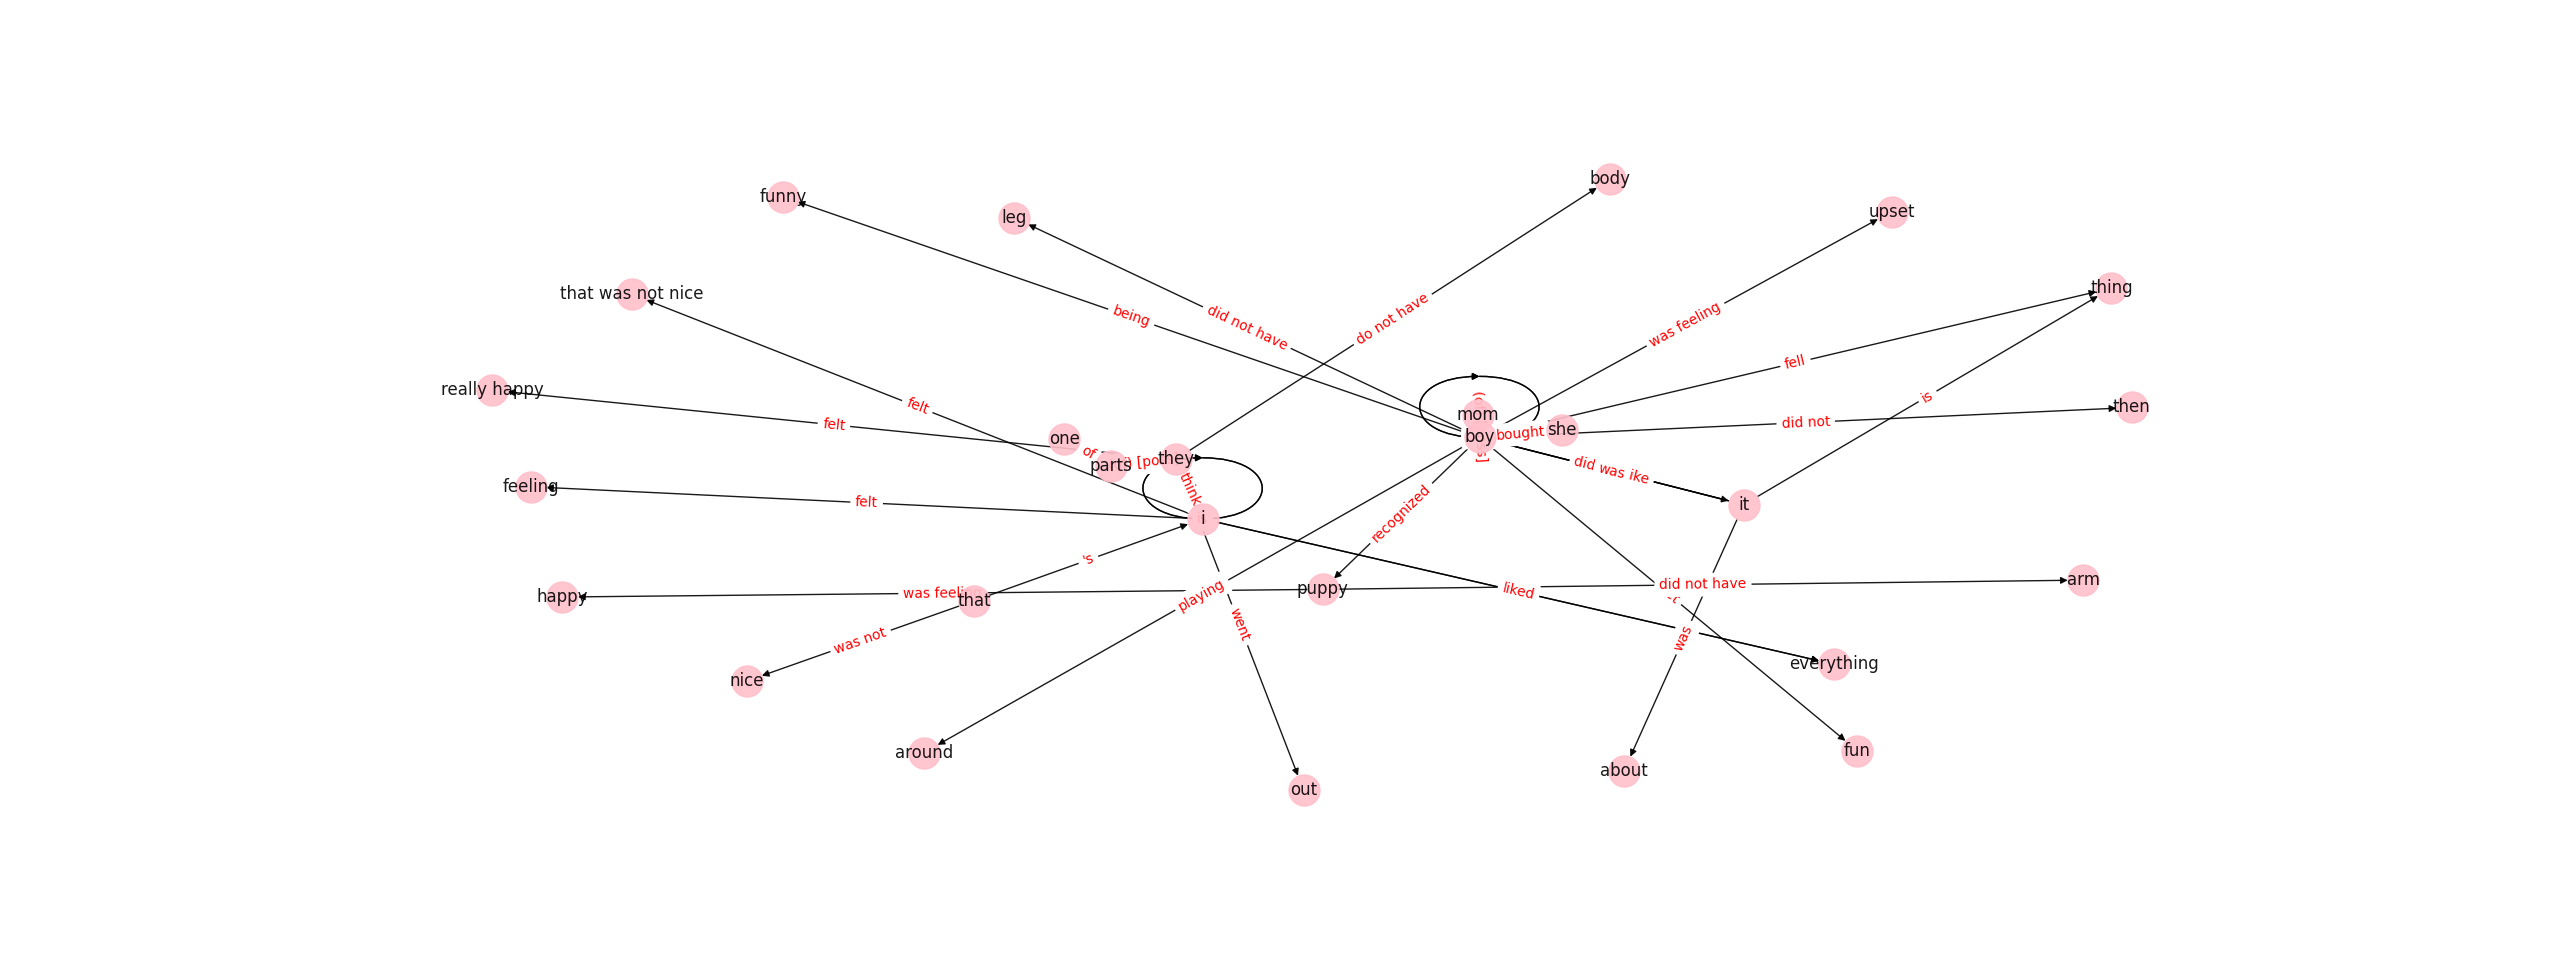 body
funny
upset
leg
thing
that was not nice
do not have
being
did not have
was feeling
fell
really happy
is
felt
then
felt
mom
did not
bought
she
boy
one
of
they
parts
[po
s]
did was ike
think
feeling
felt
recognized
it
i
's
arm
did not have
puppy
liked
happy
that
playing
was not
went
was
everything
nice
fun
around
about
out